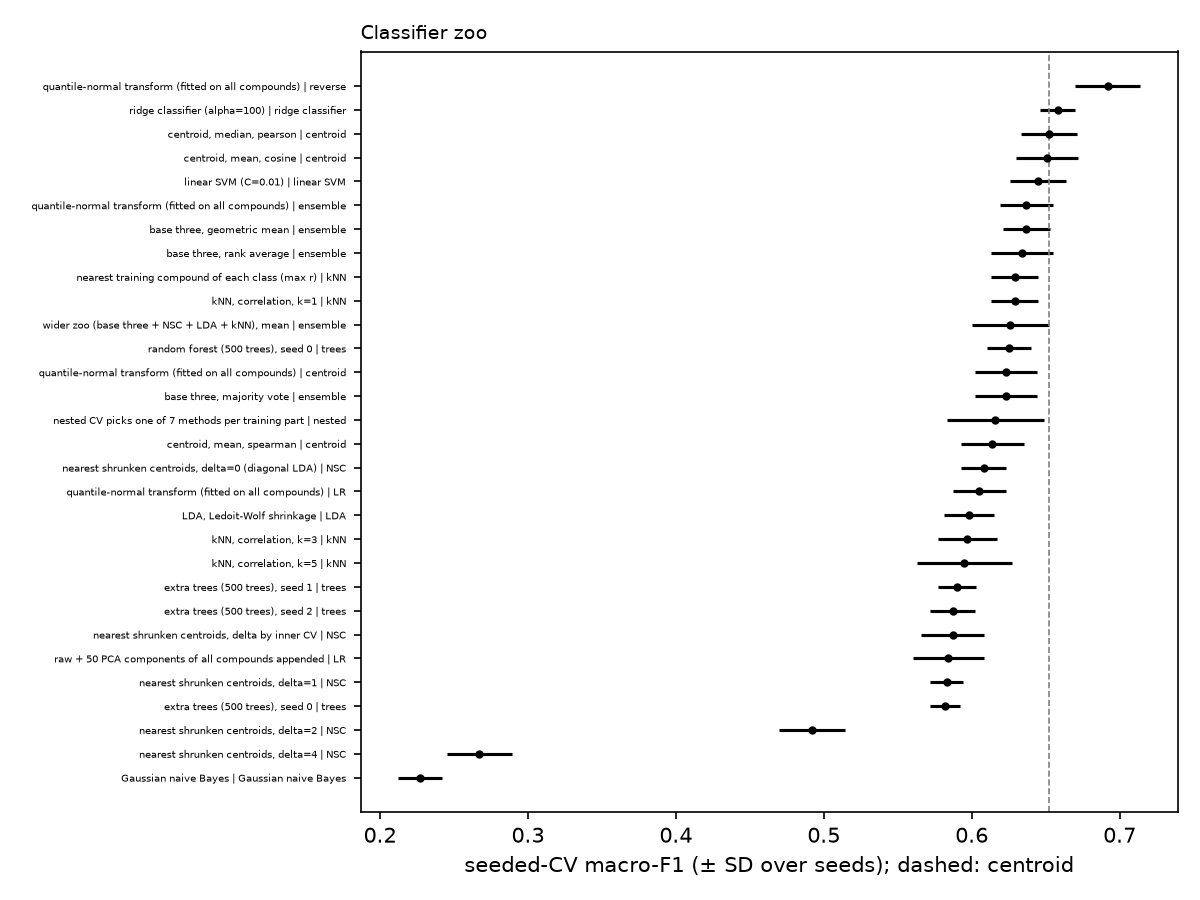 Classifier zoo
quantile-normal transform (fitted on all compounds) | reverse
ridge classifier (alpha=100) | ridge classifier
centroid, median, pearson | centroid
centroid, mean, cosine | centroid
linear SVM (C=0.01) | linear SVM
quantile-normal transform (fitted on all compounds) | ensemble
base three, geometric mean | ensemble
base three, rank average | ensemble
nearest training compound of each class (max r) | kNN
kNN, correlation, k=1 | kNN
wider zoo (base three + NSC + LDA + kNN), mean | ensemble
random forest (500 trees), seed 0 | trees
quantile-normal transform (fitted on all compounds) | centroid
base three, majority vote | ensemble
nested CV picks one of 7 methods per training part | nested
centroid, mean, spearman | centroid
nearest shrunken centroids, delta=0 (diagonal LDA) | NSC
quantile-normal transform (fitted on all compounds) | LR
LDA, Ledoit-Wolf shrinkage | LDA
kNN, correlation, k=3 | kNN
kNN, correlation, k=5 | kNN
extra trees (500 trees), seed 1 | trees
extra trees (500 trees), seed 2 | trees
nearest shrunken centroids, delta by inner CV | NSC
raw + 50 PCA components of all compounds appended | LR
nearest shrunken centroids, delta=1 | NSC
extra trees (500 trees), seed 0 | trees
nearest shrunken centroids, delta=2 | NSC
nearest shrunken centroids, delta=4 | NSC
Gaussian naive Bayes | Gaussian naive Bayes
0.2 0.3 0.4 0.5 0.6 0.7
seeded-CV macro-F1 (± SD over seeds); dashed: centroid